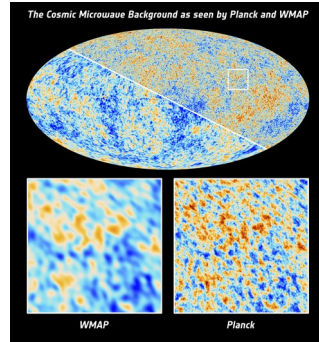 The Cosmic Microwave Background as seen by Planck and WMAP
WMAP
Planck